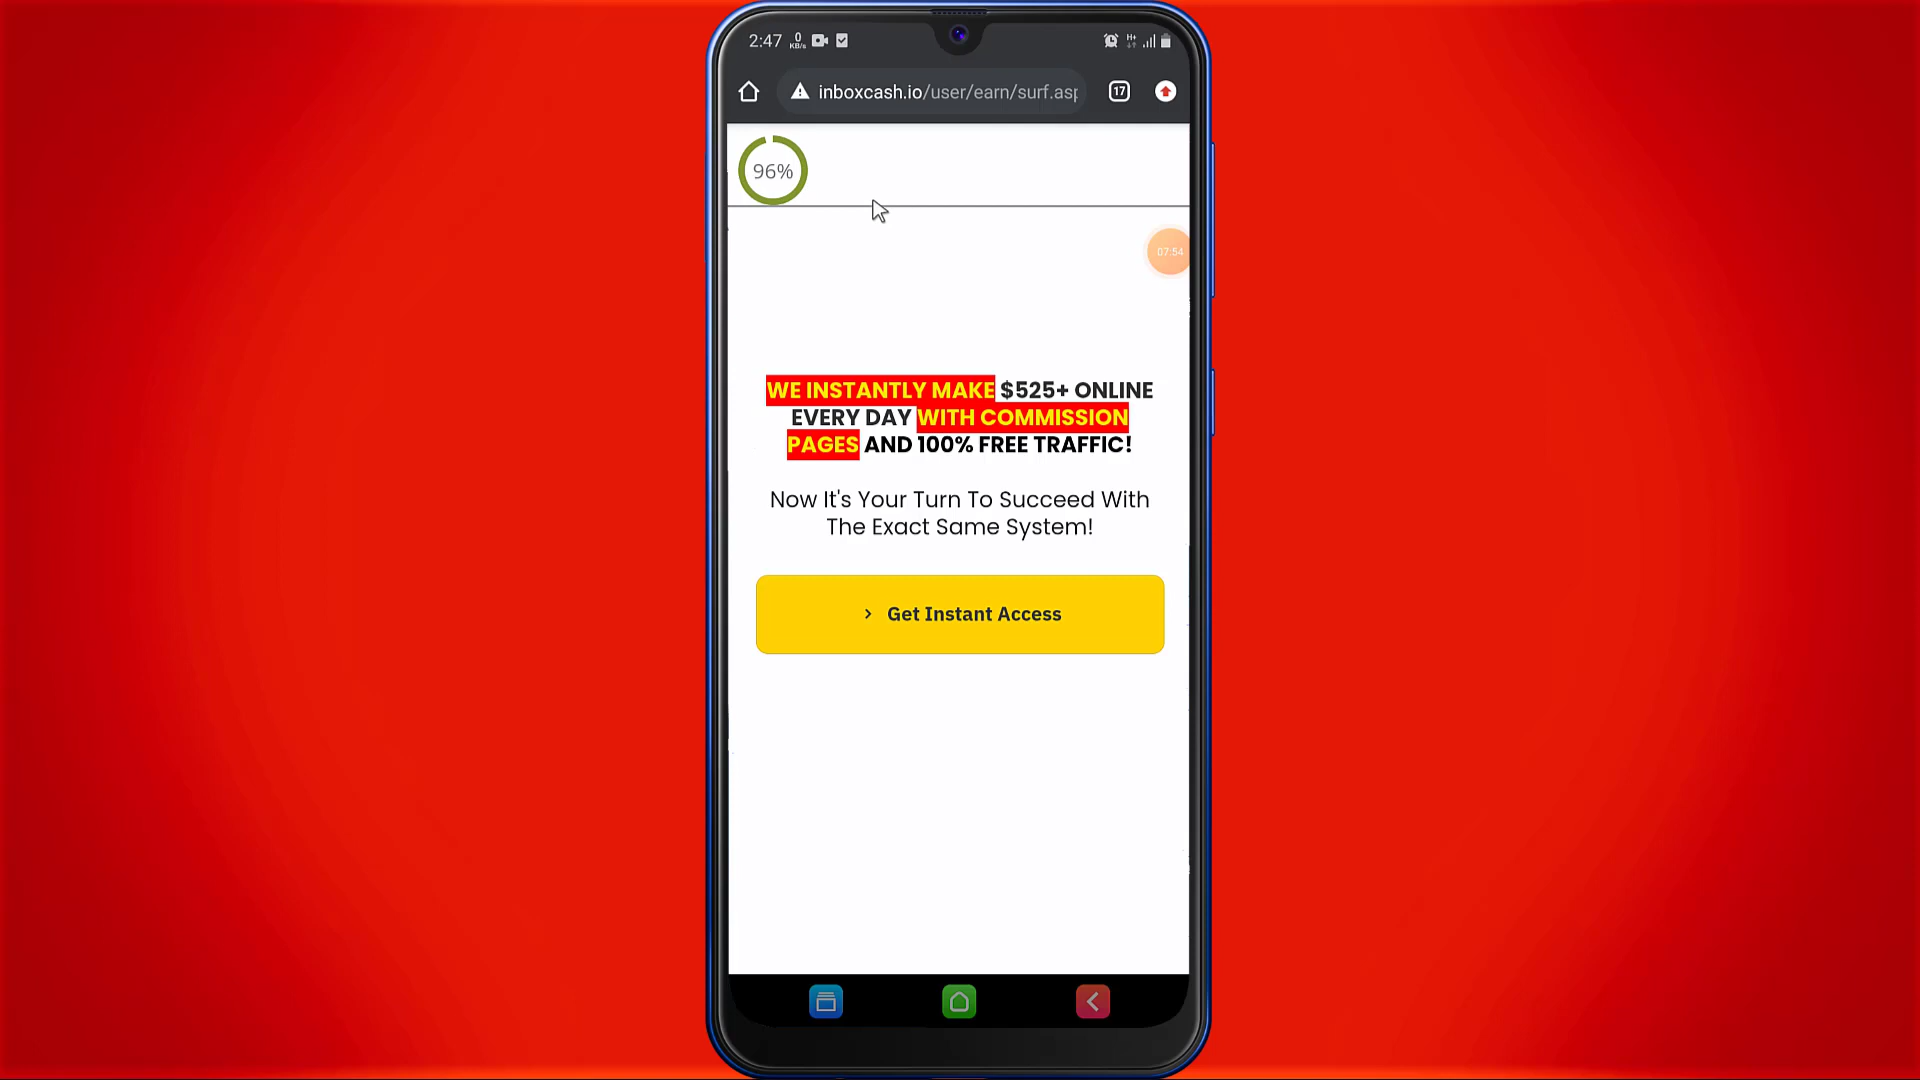 2:47 0 KB/s H+
inboxcash.io/user/earn/surf.asp 17
96%
07:54
WE INSTANTLY MAKE $525+ ONLINE
EVERY DAY WITH COMMISSION
PAGES AND 100% FREE TRAFFIC!
Now It's Your Turn To Succeed With
The Exact Same System!
> Get Instant Access